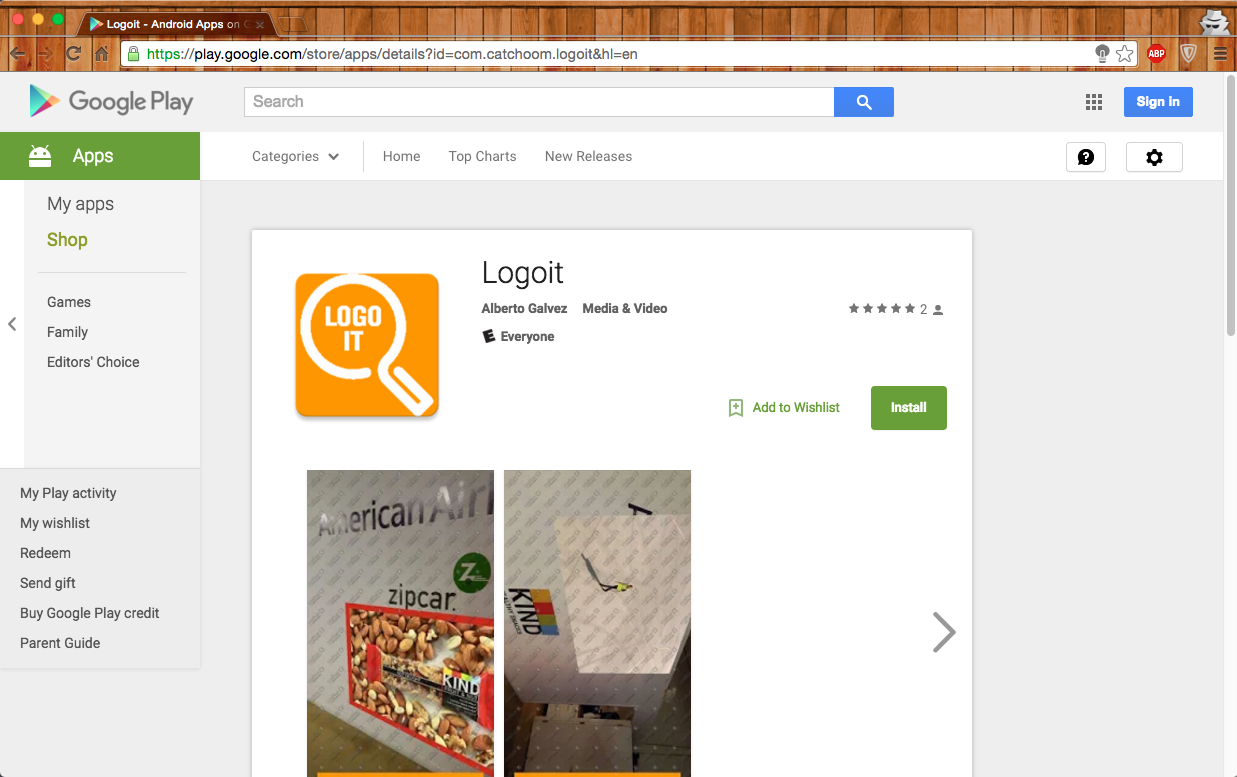 Logoit - Android Apps on
https://play.google.com/store/apps/details?id=com.catchoom.logoit&hl=en
ABP
Google Play
Search
Sign in
Apps
Categories
Home
Top Charts
New Releases
My apps
Shop
Games
Family
Editors' Choice
My Play activity
My wishlist
Redeem
Send gift
Buy Google Play credit
Parent Guide
LOGO
IT
Logoit
Alberto Galvez Media & Video
2
E Everyone
Add to Wishlist
Install
American Airl
Z
zipcar.
KIND
KIND